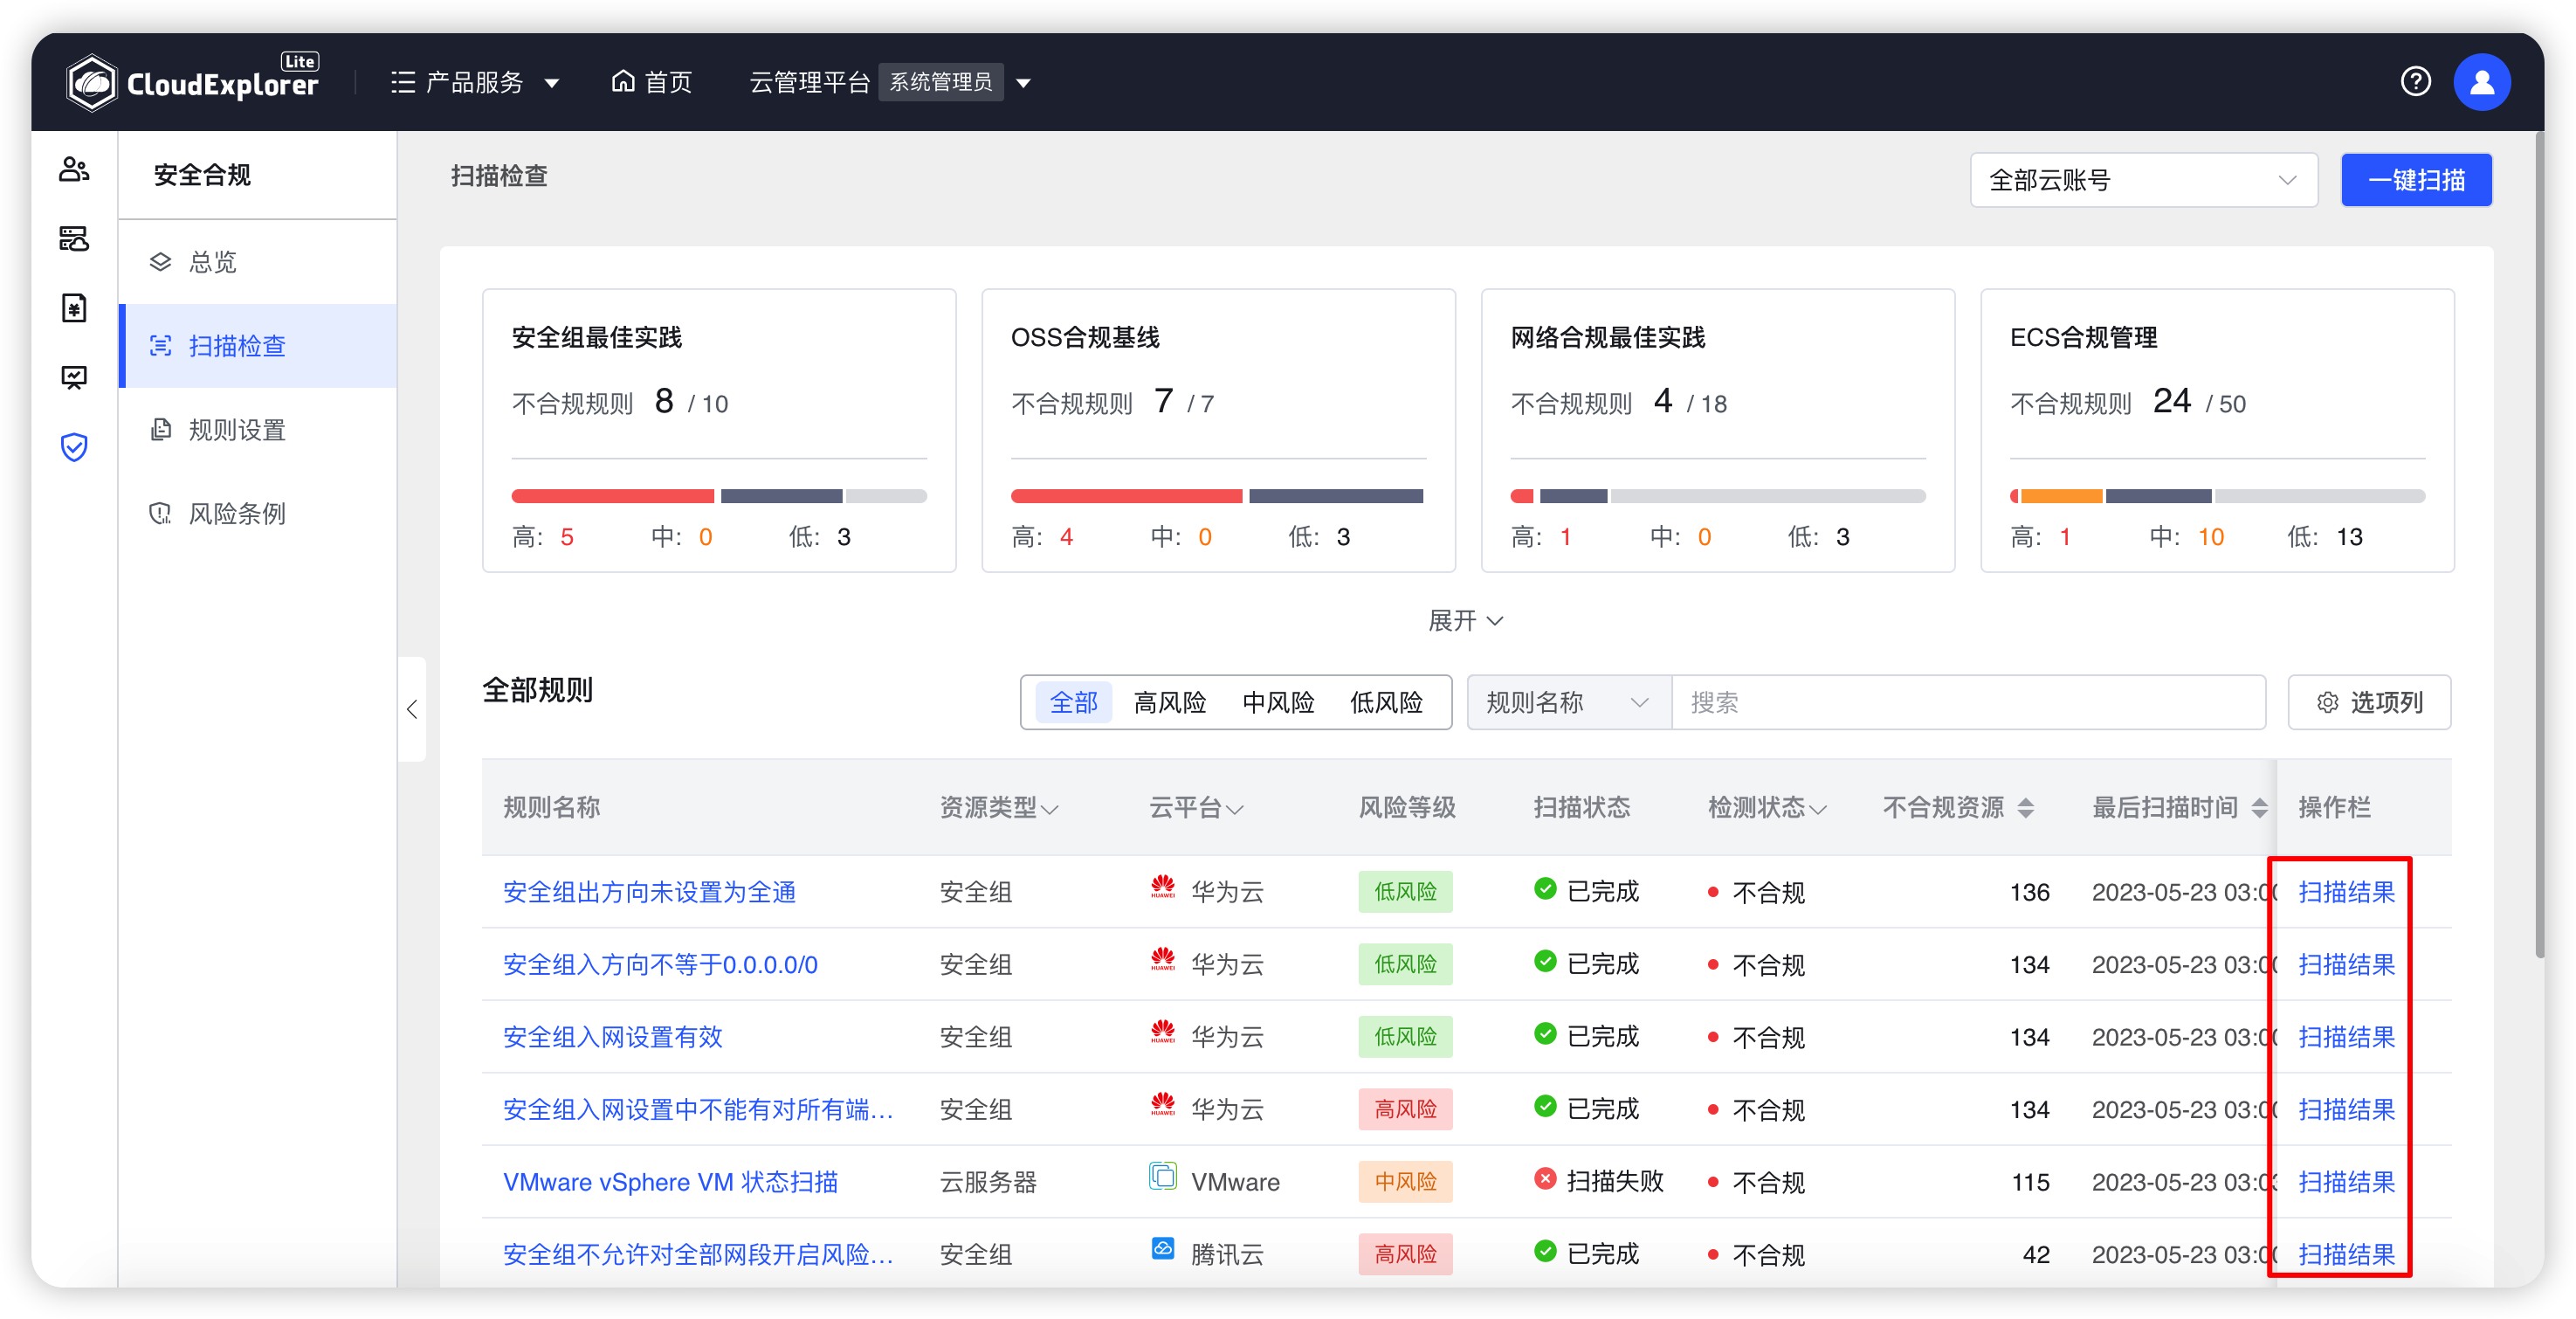 CloudExplorer Lite 产品服务 首页 云管理平台 系统管理员
安全合规
总览
扫描检查
规则设置
风险条例
扫描检查 全部云账号 一键扫描
安全组最佳实践
不合规规则 8 / 10
高: 5 中: 0 低: 3
OSS合规基线
不合规规则 7 / 7
高: 4 中: 0 低: 3
网络合规最佳实践
不合规规则 4 / 18
高: 1 中: 0 低: 3
ECS合规管理
不合规规则 24 / 50
高: 1 中: 10 低: 13
展开
全部规则 全部 高风险 中风险 低风险 规则名称 搜索 选项列
规则名称 资源类型 云平台 风险等级 扫描状态 检测状态 不合规资源 最后扫描时间 操作栏
安全组出方向未设置为全通 安全组 HUAWEI 华为云 低风险 已完成 不合规 136 2023-05-23 03:0 扫描结果
安全组入方向不等于0.0.0.0/0 安全组 HUAWEI 华为云 低风险 已完成 不合规 134 2023-05-23 03:0 扫描结果
安全组入网设置有效 安全组 HUAWEI 华为云 低风险 已完成 不合规 134 2023-05-23 03:0 扫描结果
安全组入网设置中不能有对所有端... 安全组 HUAWEI 华为云 高风险 已完成 不合规 134 2023-05-23 03:0 扫描结果
VMware vSphere VM 状态扫描 云服务器 VMware 中风险 扫描失败 不合规 115 2023-05-23 03:0 扫描结果
安全组不允许对全部网段开启风险... 安全组 腾讯云 高风险 已完成 不合规 42 2023-05-23 03:0 扫描结果